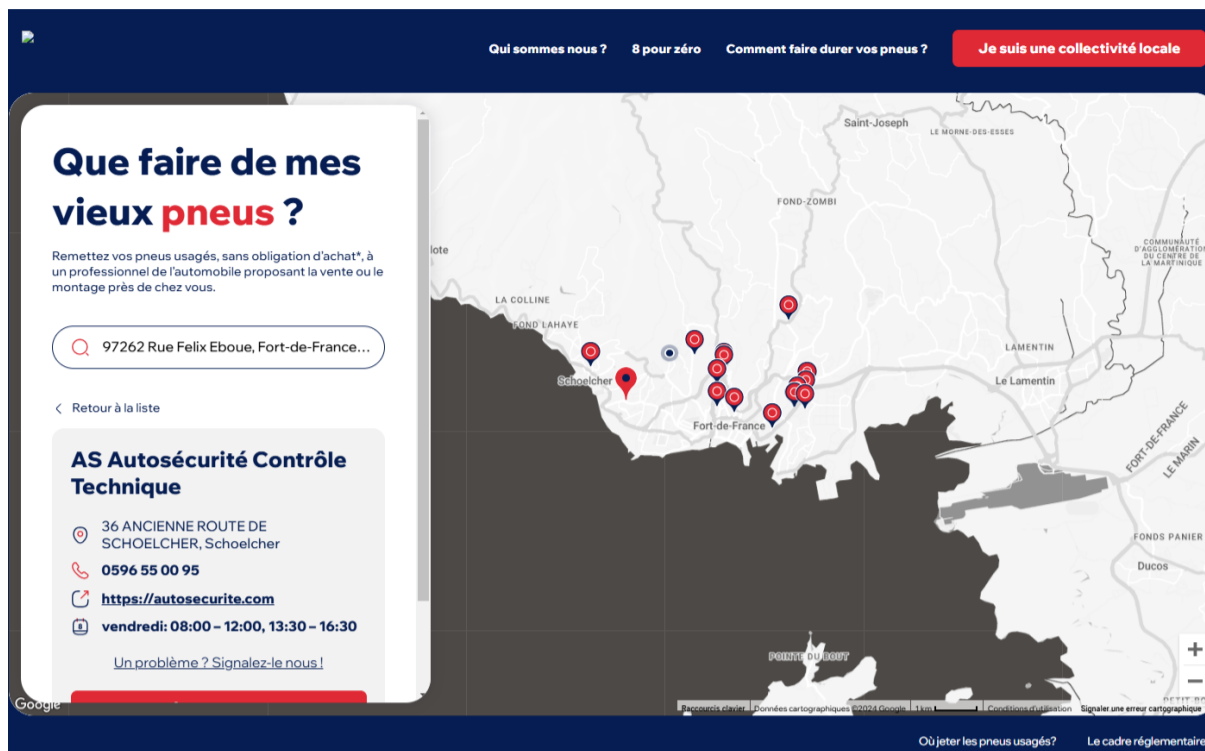 Qui sommes nous ?
8 pour zéro
Comment faire durer vos pneus ?
Je suis une collectivité locale
Que faire de mes
vieux pneus ?
Remettez vos pneus usagés, sans obligation d'achat*, à
un professionnel de l'automobile proposant la vente ou le
montage près de chez vous.
97262 Rue Felix Eboue, Fort-de-France...
Retour à la liste
AS Autosécurité Contrôle
Technique
36 ANCIENNE ROUTE DE
SCHOELCHER, Schoelcher
0596 55 00 95
https://autosecurite.com
vendredi: 08:00 – 12:00, 13:30 – 16:30
Un problème ? Signalez-le nous !
Saint-Joseph
LE MORNE-DES-ESSES
FOND-ZOMBI
COMMUNAUTÉ
D'AGGLOMÉRATION
DU CENTRE DE
LA MARTINIQUE
lote
LA COLLINE
FOND LAHAYE
Schoelcher
Fort-de-France
LAMENTIN
Le Lamentin
FORT-DE-FRANCE
LE MARIN
FONDS PANIER
Ducos
POINTE DU BOUT
PETIT BO
Google
Raccourcis clavier
Données cartographiques ©2024 Google
1 km
Conditions d'utilisation
Signaler une erreur cartographique
Où jeter les pneus usagés?
Le cadre réglementaire